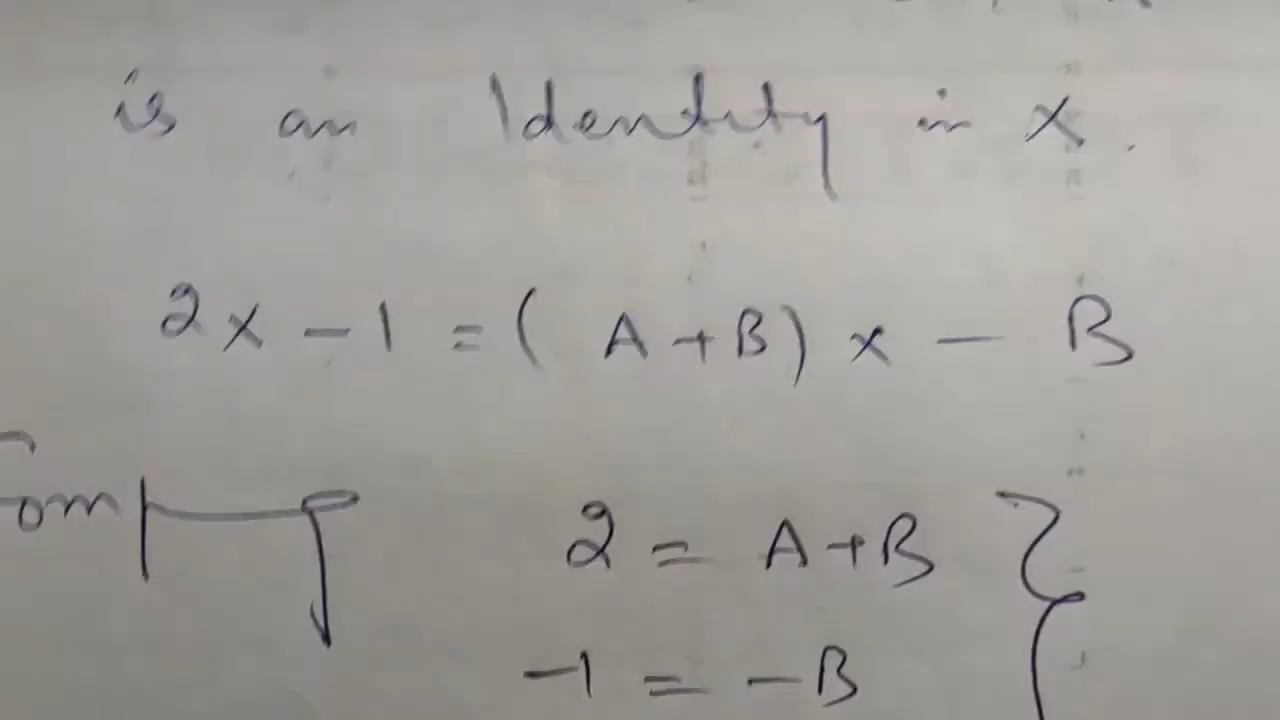 is an Identity in x.
2x - 1 = (A + B) x - B
2 = A + B }
-1 = -B